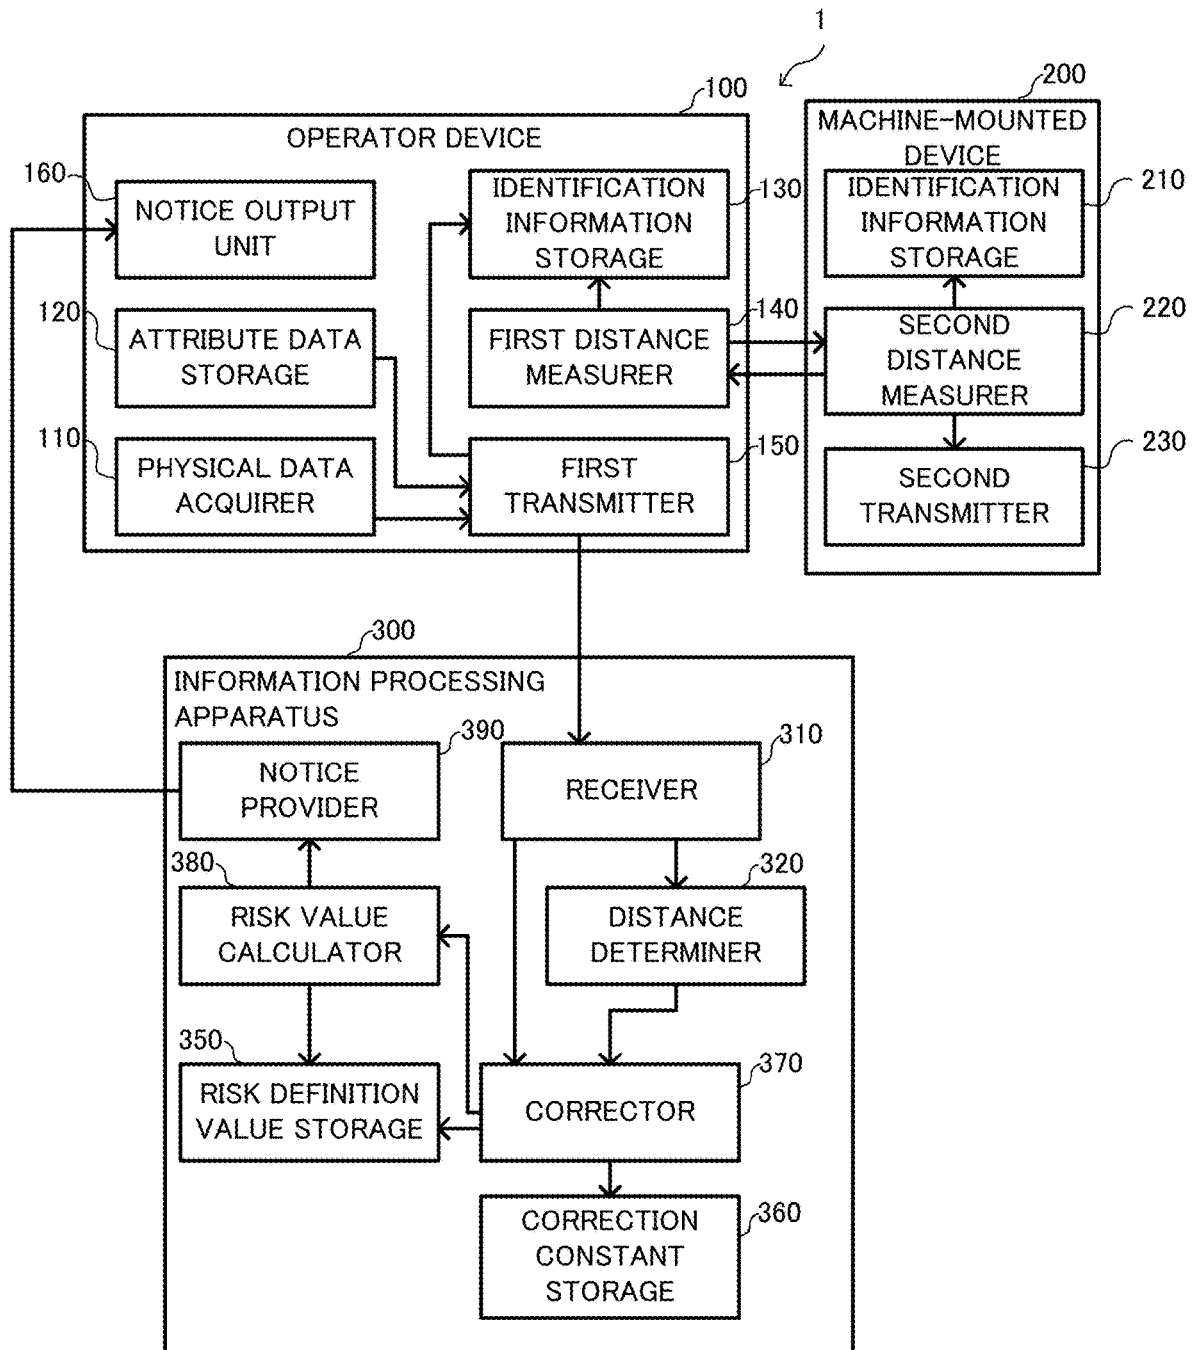 1
100
200
OPERATOR DEVICE
MACHINE-MOUNTED
DEVICE
160
NOTICE OUTPUT
UNIT
IDENTIFICATION
INFORMATION
STORAGE
130
IDENTIFICATION
INFORMATION
STORAGE
210
120
ATTRIBUTE DATA
STORAGE
FIRST DISTANCE
MEASURER
140
SECOND
DISTANCE
MEASURER
220
110
PHYSICAL DATA
ACQUIRER
FIRST
TRANSMITTER
150
SECOND
TRANSMITTER
230
300
INFORMATION PROCESSING
APPARATUS
390
NOTICE
PROVIDER
310
RECEIVER
380
RISK VALUE
CALCULATOR
320
DISTANCE
DETERMINER
350
RISK DEFINITION
VALUE STORAGE
370
CORRECTOR
360
CORRECTION
CONSTANT
STORAGE